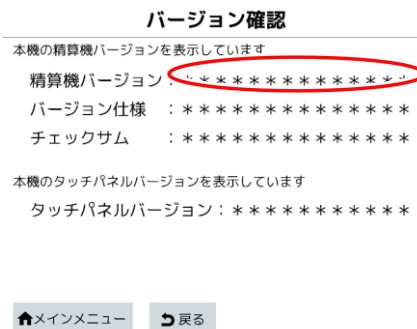 バージョン確認
本機の精算機バージョンを表示しています
精算機バージョン：＊＊＊＊＊＊＊＊＊＊＊＊＊＊
バージョン仕様　：＊＊＊＊＊＊＊＊＊＊＊＊＊＊
チェックサム　　：＊＊＊＊＊＊＊＊＊＊＊＊＊＊
本機のタッチパネルバージョンを表示しています
タッチパネルバージョン：＊＊＊＊＊＊＊＊＊＊＊
メインメニュー　戻る